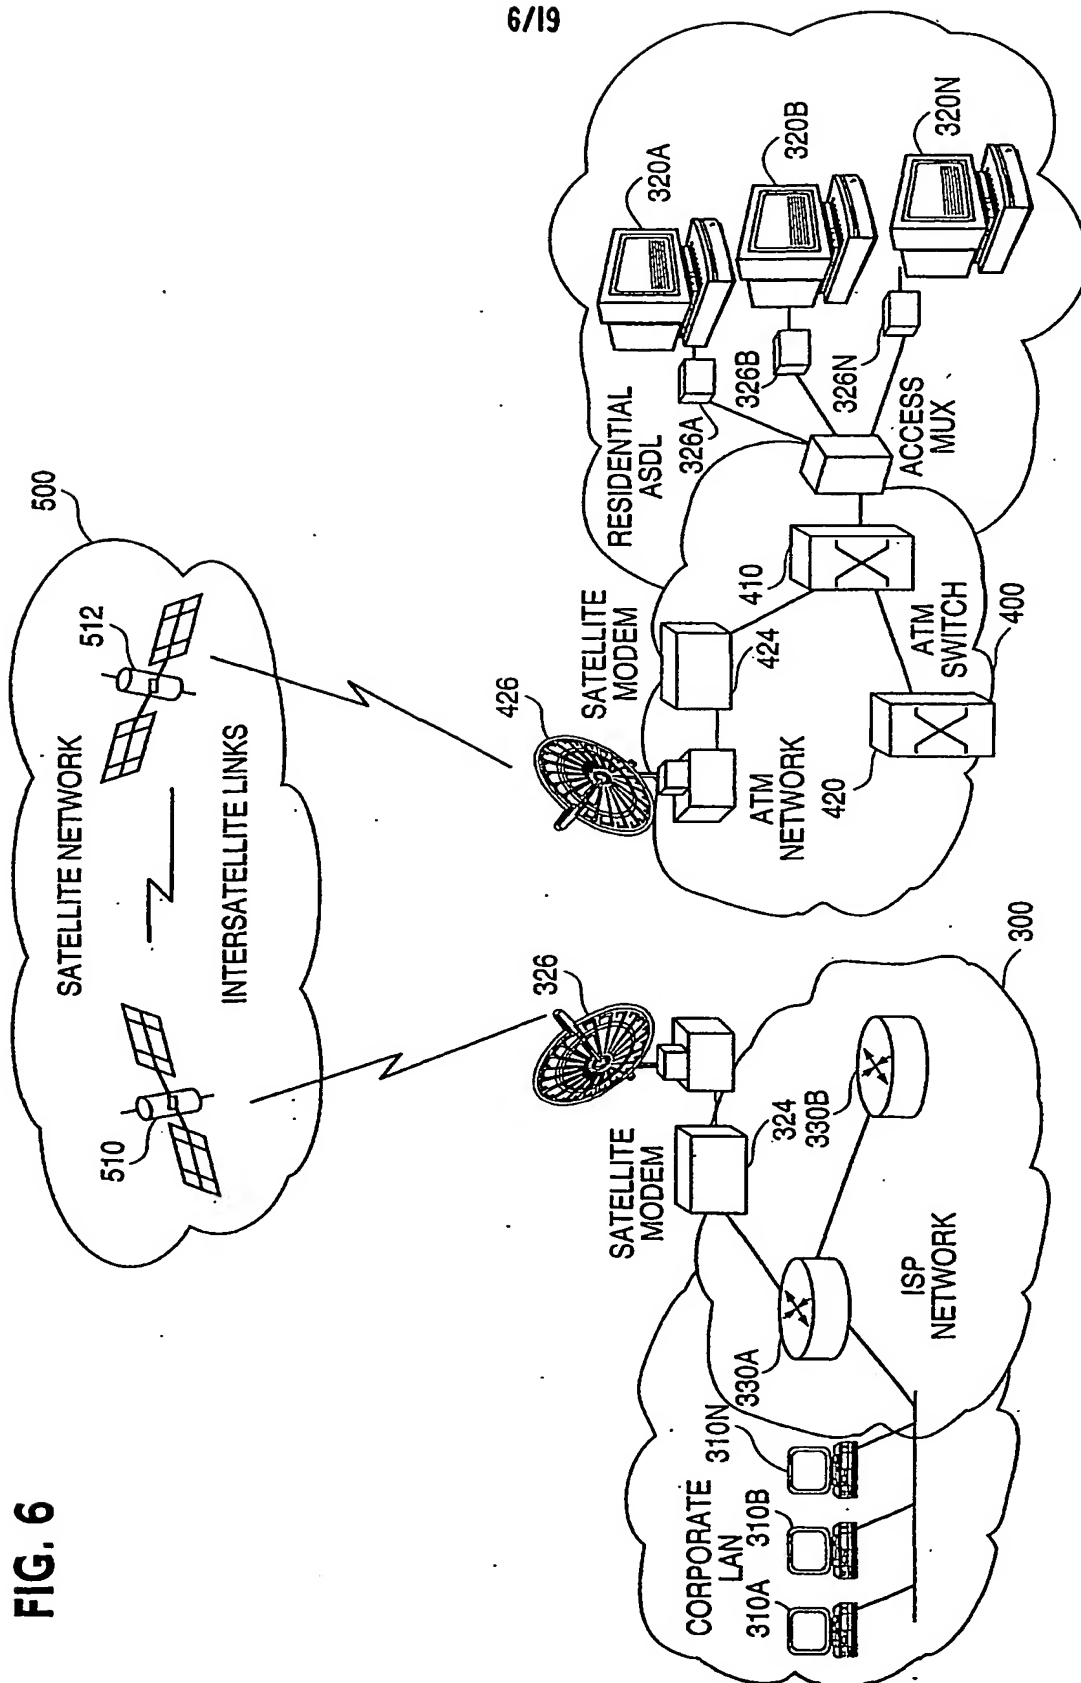 6/19
FIG. 6
500
SATELLITE NETWORK
510
512
INTERSATELLITE LINKS
326
426
SATELLITE
MODEM
324
SATELLITE
MODEM
424
CORPORATE
LAN
310A
310B
310N
330A
330B
ISP
NETWORK
300
ATM
NETWORK
420
410
ATM
SWITCH
400
RESIDENTIAL
ASDL
326A
326B
326N
ACCESS
MUX
320A
320B
320N